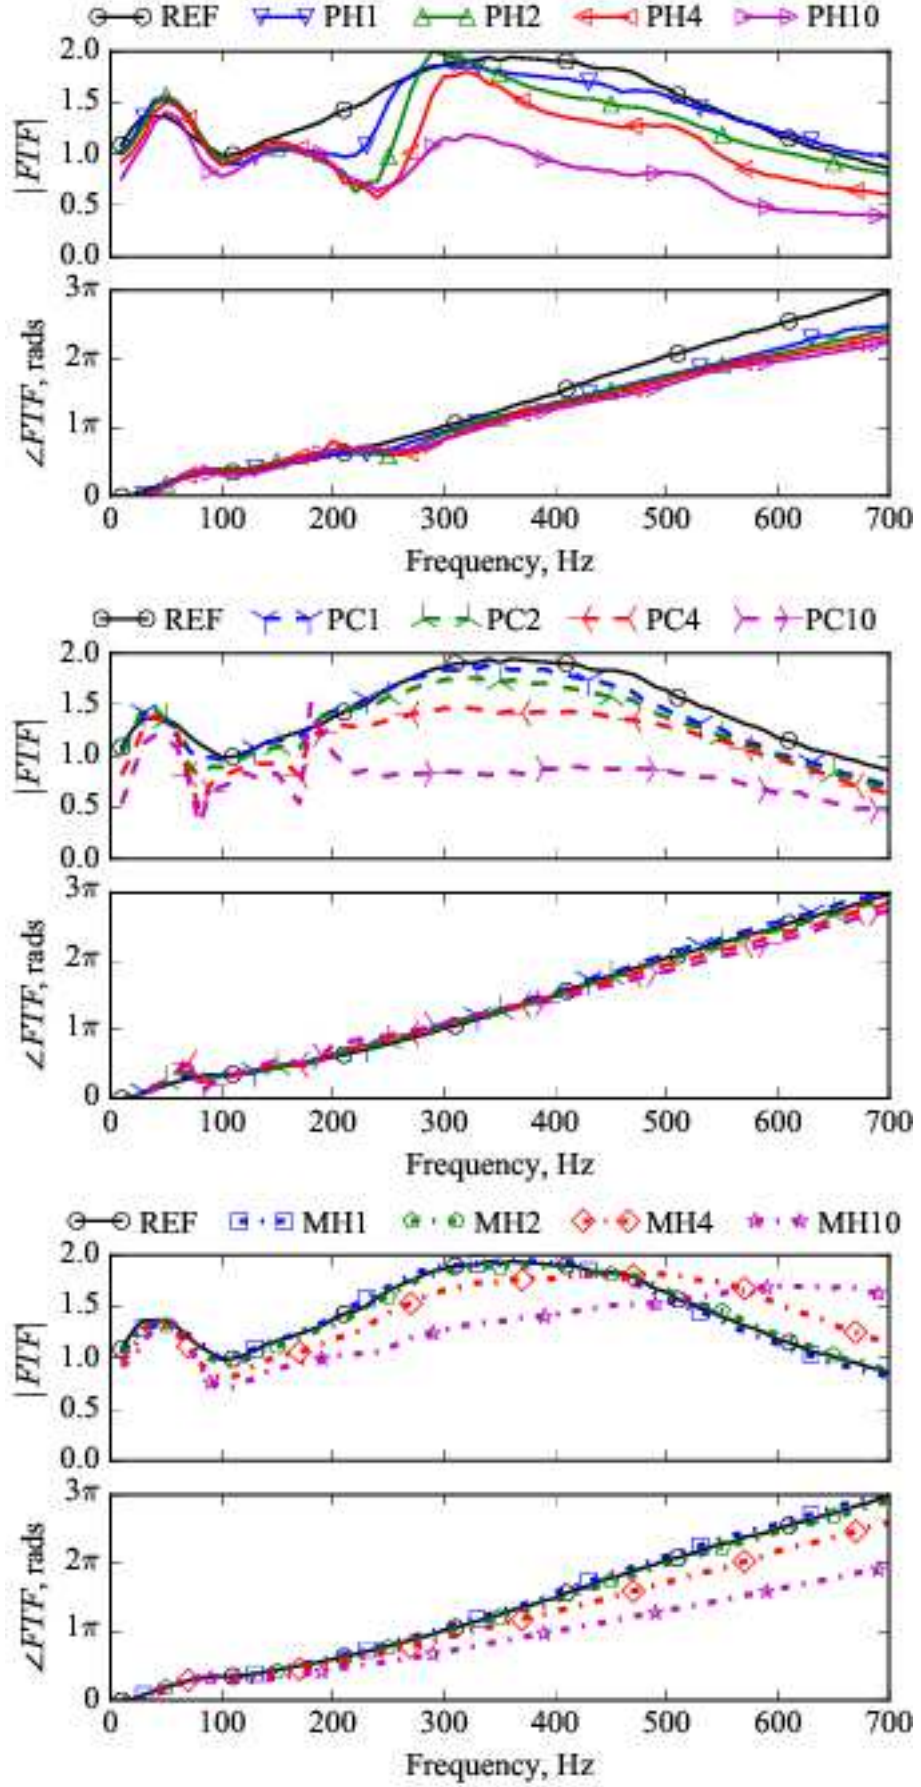 REF PH1 PH2 PH4 PH10
2.0
1.5
1.0
0.5
0.0
|FTF|
3π
2π
1π
0
∠FTF, rads
0 100 200 300 400 500 600 700
Frequency, Hz
REF PC1 PC2 PC4 PC10
2.0
1.5
1.0
0.5
0.0
|FTF|
3π
2π
1π
0
∠FTF, rads
0 100 200 300 400 500 600 700
Frequency, Hz
REF MH1 MH2 MH4 MH10
2.0
1.5
1.0
0.5
0.0
|FTF|
3π
2π
1π
0
∠FTF, rads
0 100 200 300 400 500 600 700
Frequency, Hz